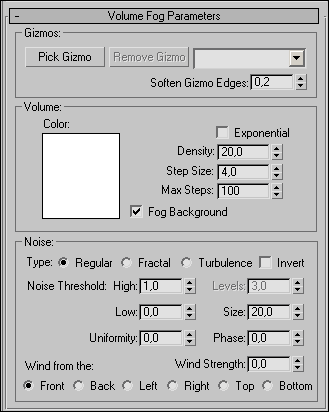 Volume Fog Parameters
Gizmos:
Pick Gizmo Remove Gizmo
Soften Gizmo Edges: 0,2
Volume:
Color:
Exponential
Density: 20,0
Step Size: 4,0
Max Steps: 100
Fog Background
Noise:
Type: Regular Fractal Turbulence Invert
Noise Threshold: High: 1,0 Levels: 3,0
Low: 0,0 Size: 20,0
Uniformity: 0,0 Phase: 0,0
Wind from the: Wind Strength: 0,0
Front Back Left Right Top Bottom